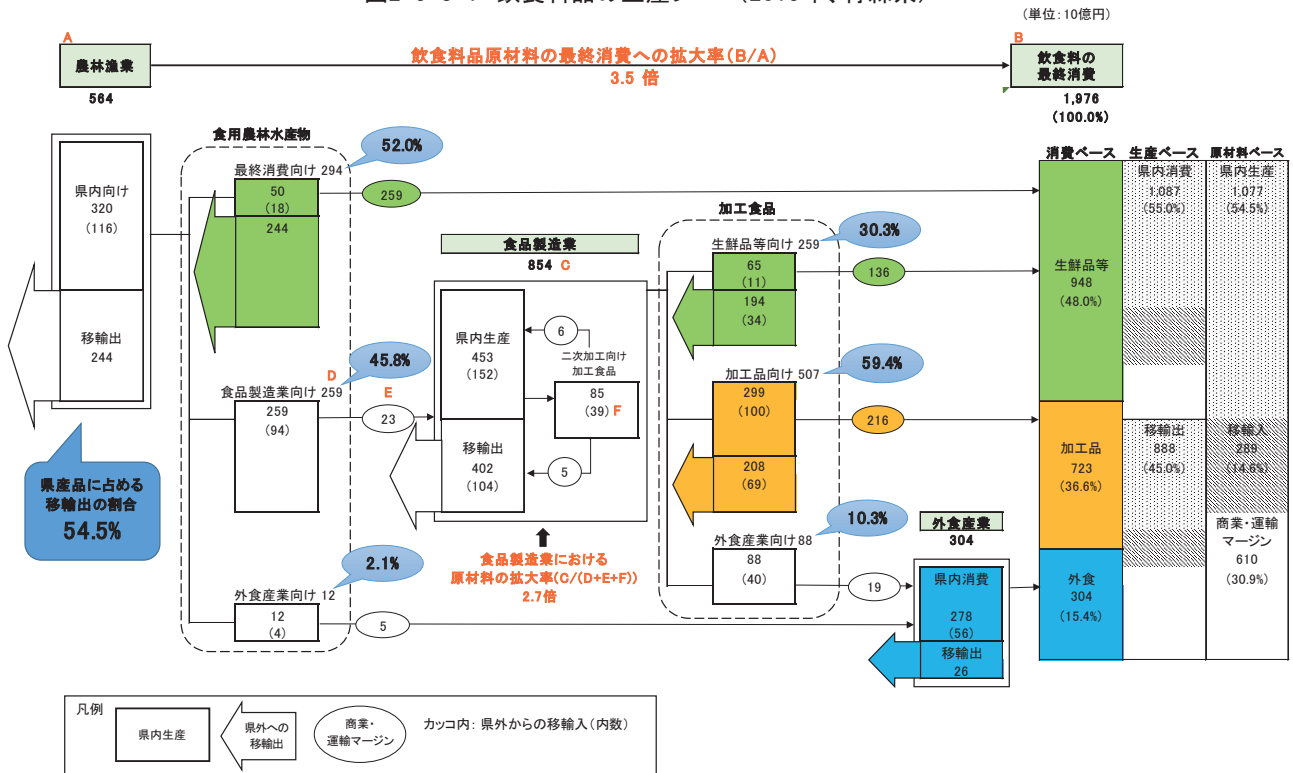 (単位：10億円)
A
農林漁業
564
飲食料品原材料の最終消費への拡大率(B/A)
3.5 倍
B
飲食料の
最終消費
1,976
(100.0%)
食用農林水産物
52.0%
最終消費向け 294
50
(18)
244
259
県内向け
320
(116)
移輸出
244
県産品に占める
移輸出の割合
54.5%
45.8%
D
食品製造業向け 259
259
(94)
E
23
2.1%
外食産業向け 12
12
(4)
5
食品製造業
854 C
県内生産
453
(152)
移輸出
402
(104)
6
二次加工向け
加工食品
85
(39) F
5
食品製造業における
原材料の拡大率(C/(D+E+F))
2.7倍
加工食品
30.3%
生鮮品等向け 259
65
(11)
194
(34)
136
59.4%
加工品向け 507
299
(100)
208
(69)
216
10.3%
外食産業向け 88
88
(40)
19
外食産業
304
県内消費
278
(56)
移輸出
26
消費ベース
生鮮品等
948
(48.0%)
加工品
723
(36.6%)
外食
304
(15.4%)
生産ベース
県内消費
1,087
(55.0%)
移輸出
888
(45.0%)
原材料ベース
県内生産
1,077
(54.5%)
移輸入
289
(14.6%)
商業・運輸
マージン
610
(30.9%)
凡例
県内生産
県外への
移輸出
商業・
運輸マージン
カッコ内：県外からの移輸入(内数)